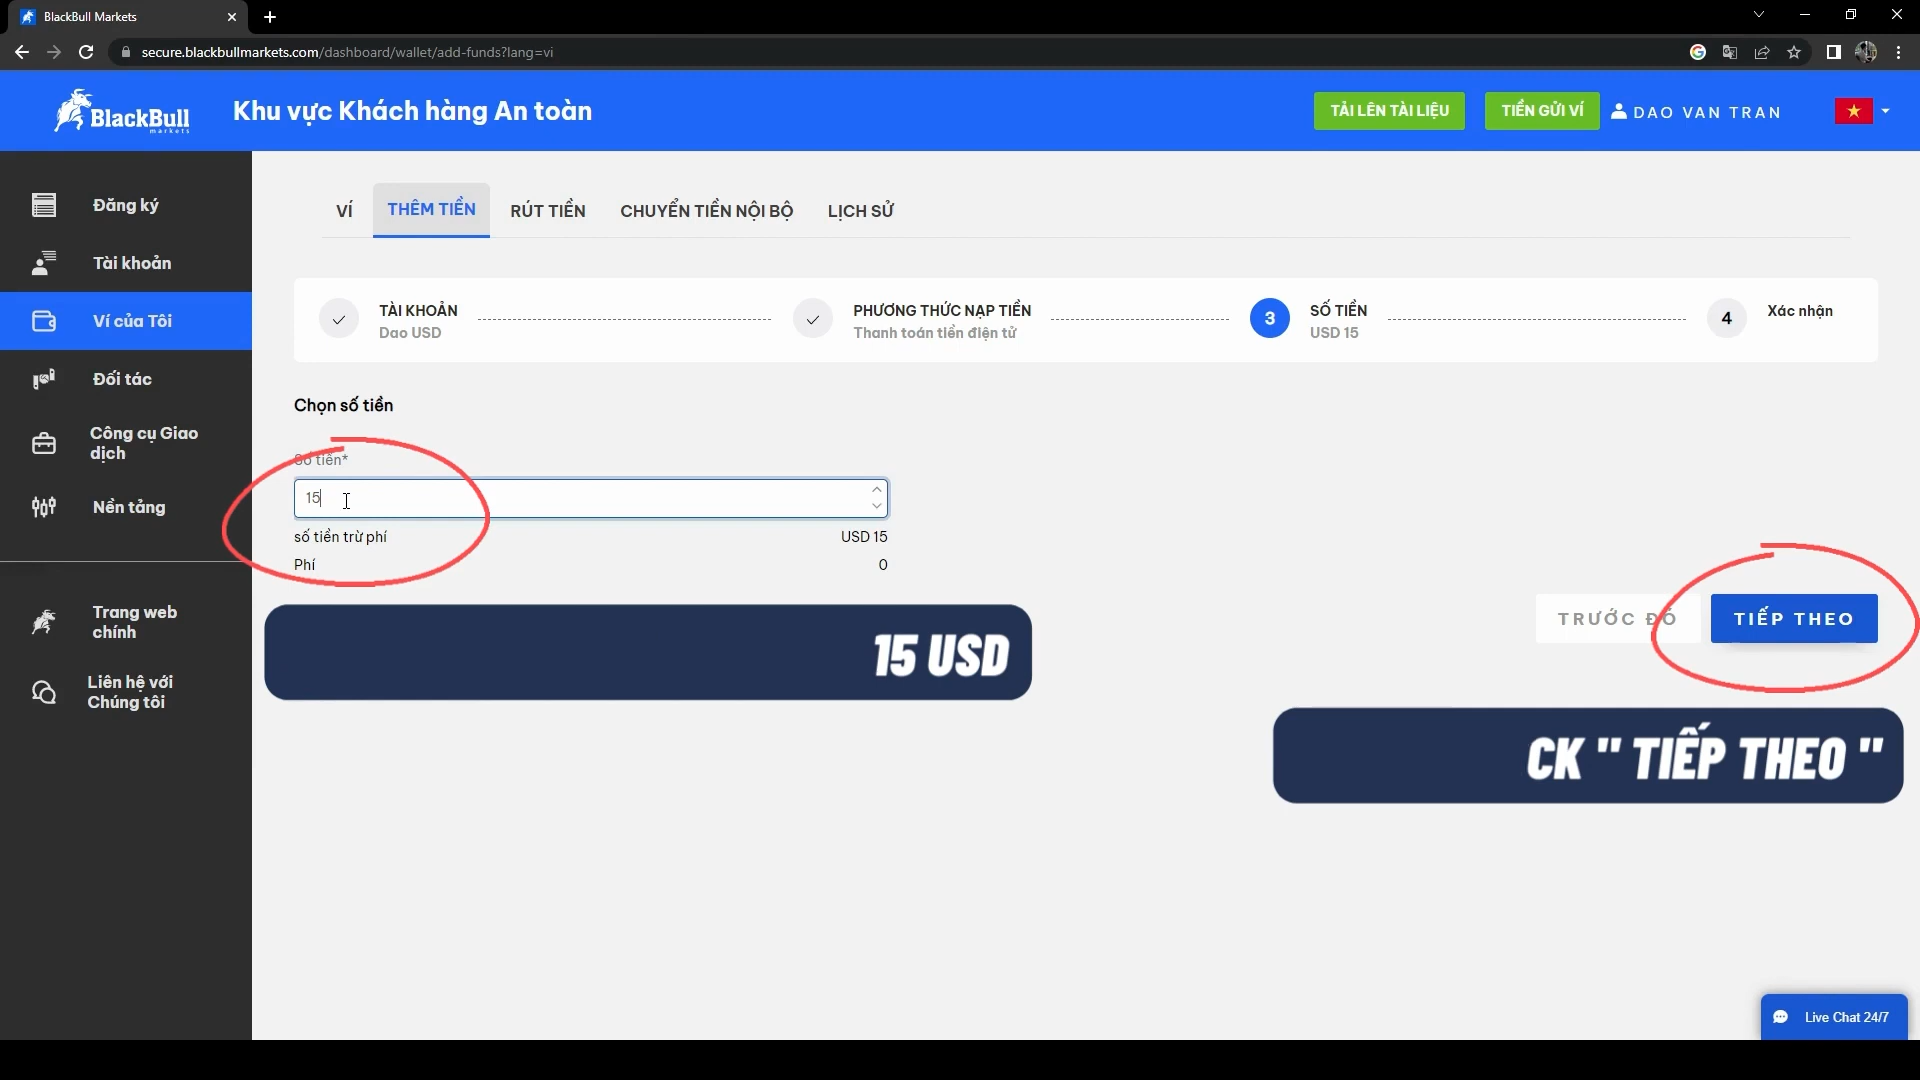 BlackBull Markets
secure.blackbullmarkets.com/dashboard/wallet/add-funds?lang=vi
BlackBull
markets
Khu vực Khách hàng An toàn
TẢI LÊN TÀI LIỆU
TIỀN GỬI VÍ
DAO VAN TRAN
Đăng ký
Tài khoản
Ví của Tôi
Đối tác
Công cụ Giao
dịch
Nền tảng
Trang web
chính
Liên hệ với
Chúng tôi
VÍ
THÊM TIỀN
RÚT TIỀN
CHUYỂN TIỀN NỘI BỘ
LỊCH SỬ
TÀI KHOẢN
Dao USD
PHƯƠNG THỨC NẠP TIỀN
Thanh toán tiền điện tử
3
SỐ TIỀN
USD 15
4
Xác nhận
Chọn số tiền
Số tiền*
15
số tiền trừ phí
USD 15
Phí
0
15 USD
TRƯỚC ĐÓ
TIẾP THEO
CK " TIẾP THEO "
Live Chat 24/7